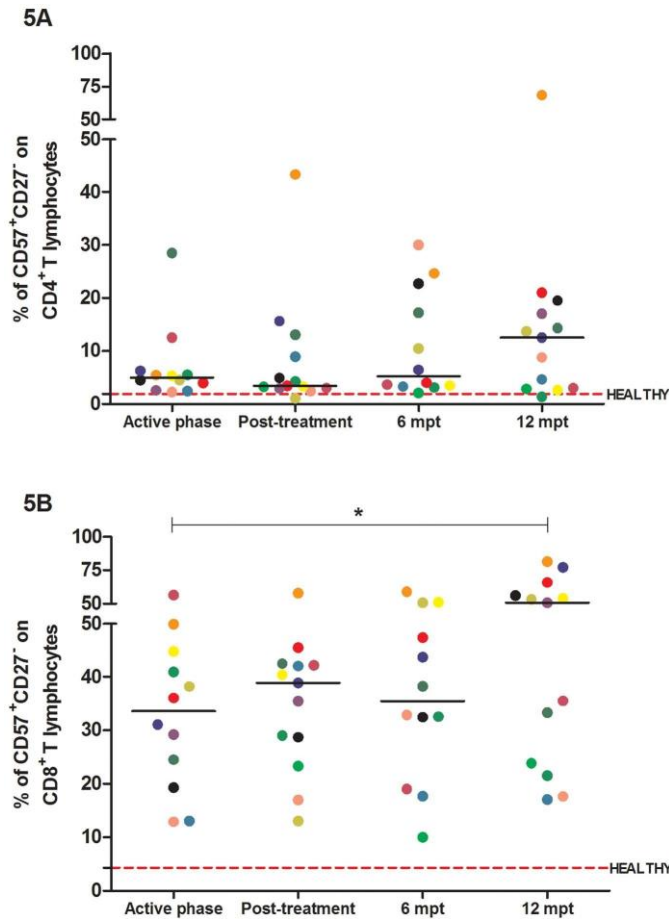 5A
100
75
50
50
40
30
20
10
0
% of CD57⁺CD27⁻ on
CD4⁺ T lymphocytes
HEALTHY
Active phase Post-treatment 6 mpt 12 mpt
5B
*
100
75
50
50
40
30
20
10
0
% of CD57⁺CD27⁻ on
CD8⁺ T lymphocytes
HEALTHY
Active phase Post-treatment 6 mpt 12 mpt